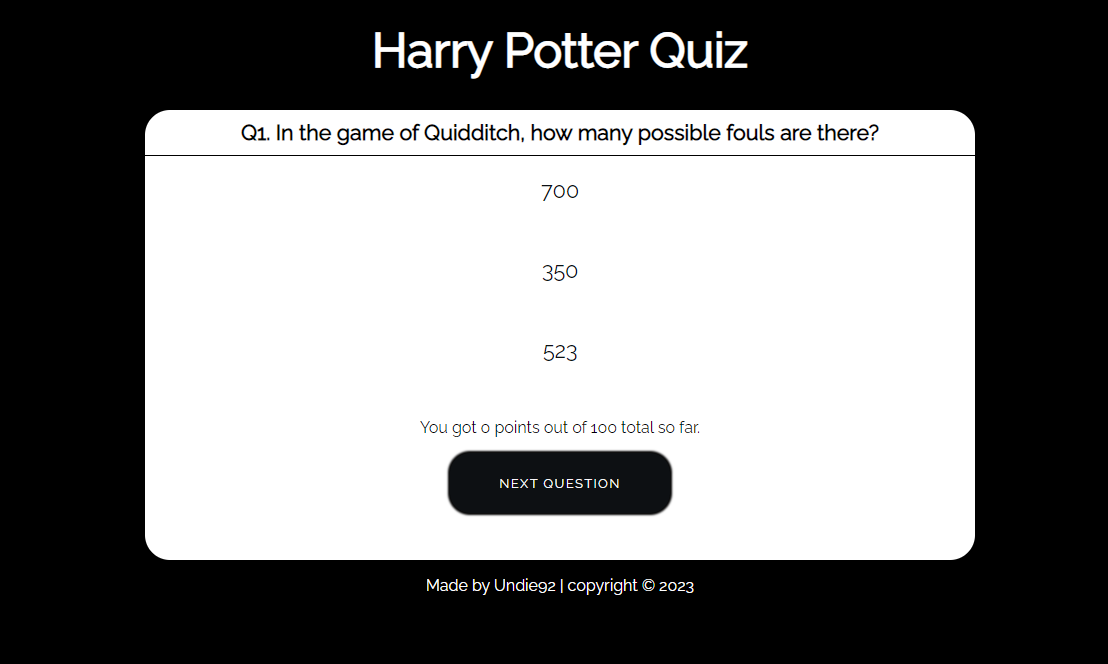 Harry Potter Quiz
Q1. In the game of Quidditch, how many possible fouls are there?
700
350
523
You got 0 points out of 100 total so far.
NEXT QUESTION
Made by Undie92 | copyright © 2023